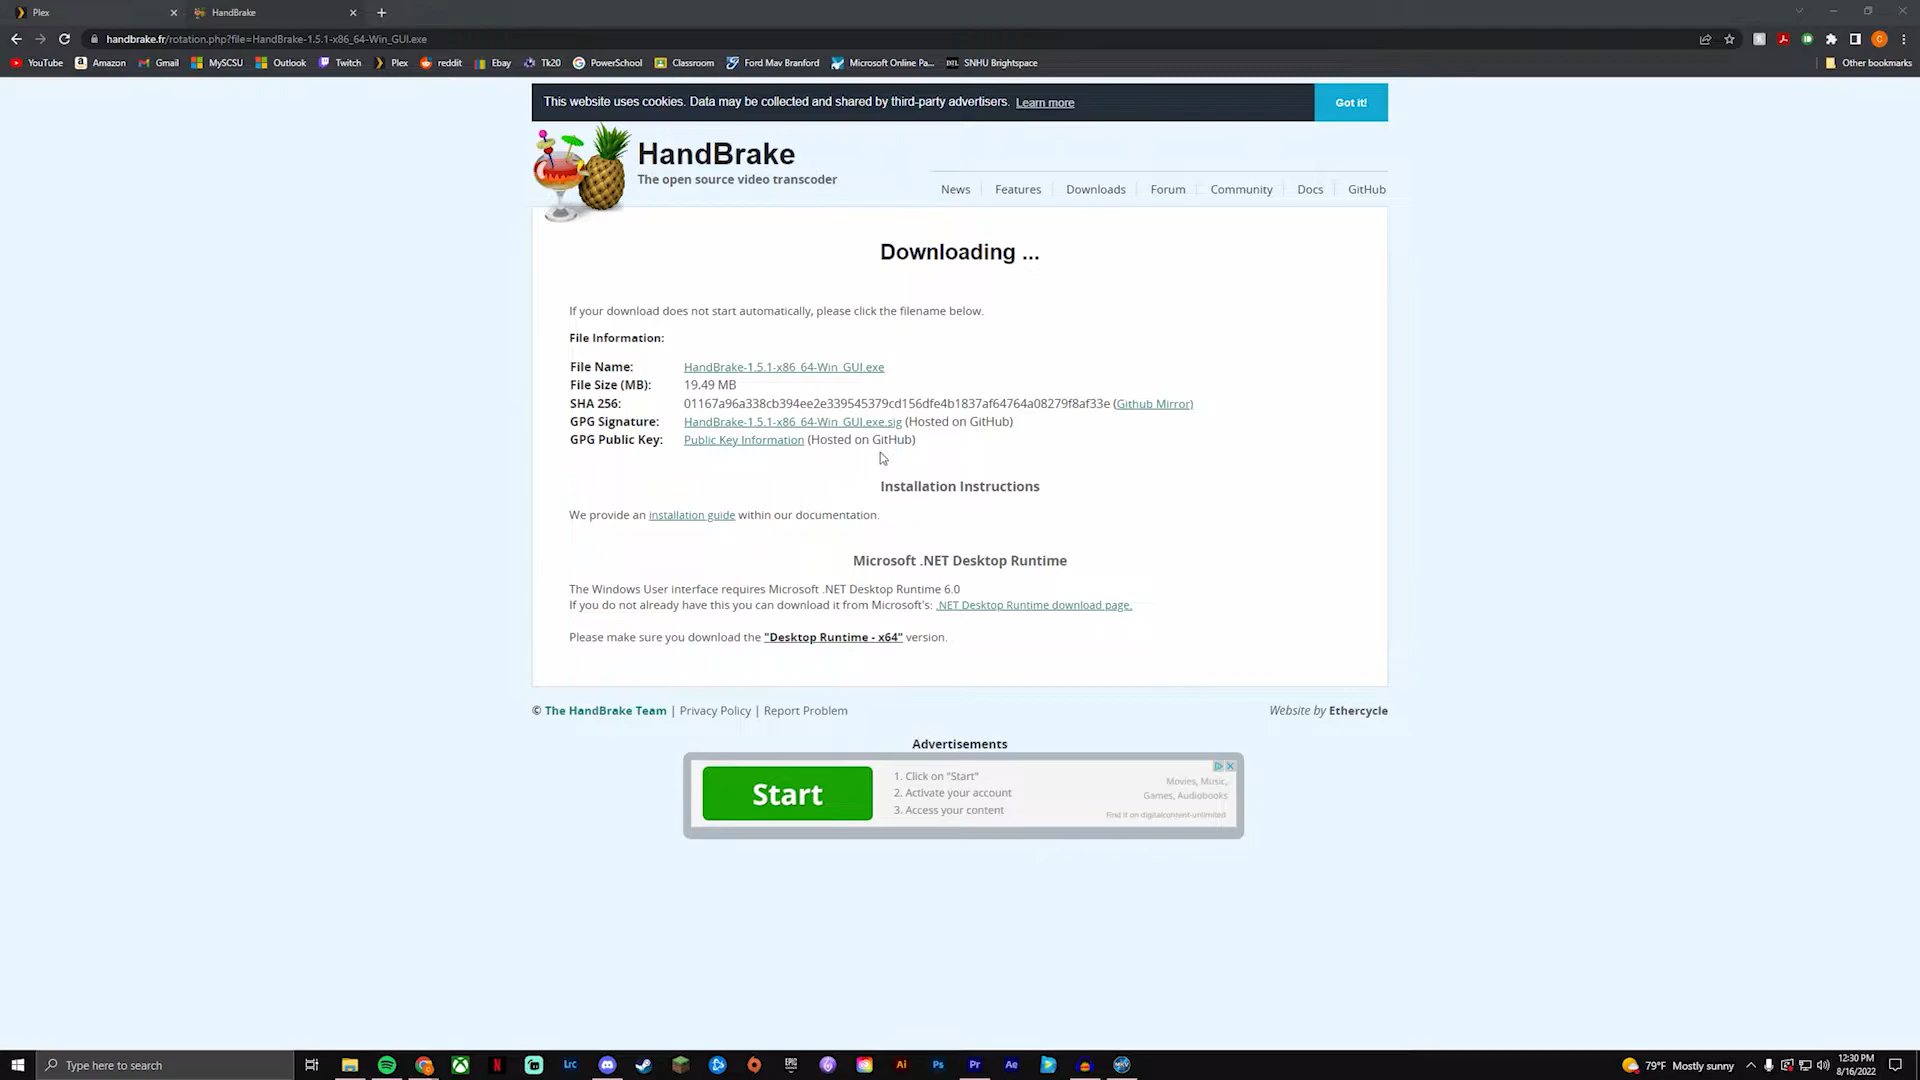 Plex
HandBrake
handbrake.fr/rotation.php?file=HandBrake-1.5.1-x86_64-Win_GUI.exe
YouTube Amazon Gmail MySCSU Outlook Twitch Plex reddit Ebay Tk20 PowerSchool Classroom Ford Mav Branford Microsoft Online Pa... SNHU Brightspace Other bookmarks
This website uses cookies. Data may be collected and shared by third-party advertisers. Learn more
Got it!
HandBrake
The open source video transcoder
News Features Downloads Forum Community Docs GitHub
Downloading ...
If your download does not start automatically, please click the filename below.
File Information:
File Name: HandBrake-1.5.1-x86_64-Win_GUI.exe
File Size (MB): 19.49 MB
SHA 256: 01167a96a338cb394ee2e339545379cd156dfe4b1837af64764a08279f8af33e (Github Mirror)
GPG Signature: HandBrake-1.5.1-x86_64-Win_GUI.exe.sig (Hosted on GitHub)
GPG Public Key: Public Key Information (Hosted on GitHub)
Installation Instructions
We provide an installation guide within our documentation.
Microsoft .NET Desktop Runtime
The Windows User interface requires Microsoft .NET Desktop Runtime 6.0
If you do not already have this you can download it from Microsoft's: .NET Desktop Runtime download page.
Please make sure you download the "Desktop Runtime - x64" version.
© The HandBrake Team | Privacy Policy | Report Problem
Website by Ethercycle
Advertisements
Start
1. Click on "Start"
2. Activate your account
3. Access your content
Movies, Music,
Games, Audiobooks
Find it on digitalcontent-unlimited
Type here to search
Lrc
EPIC
Ai
Ps
Pr
Ae
79°F Mostly sunny
12:30 PM
8/16/2022